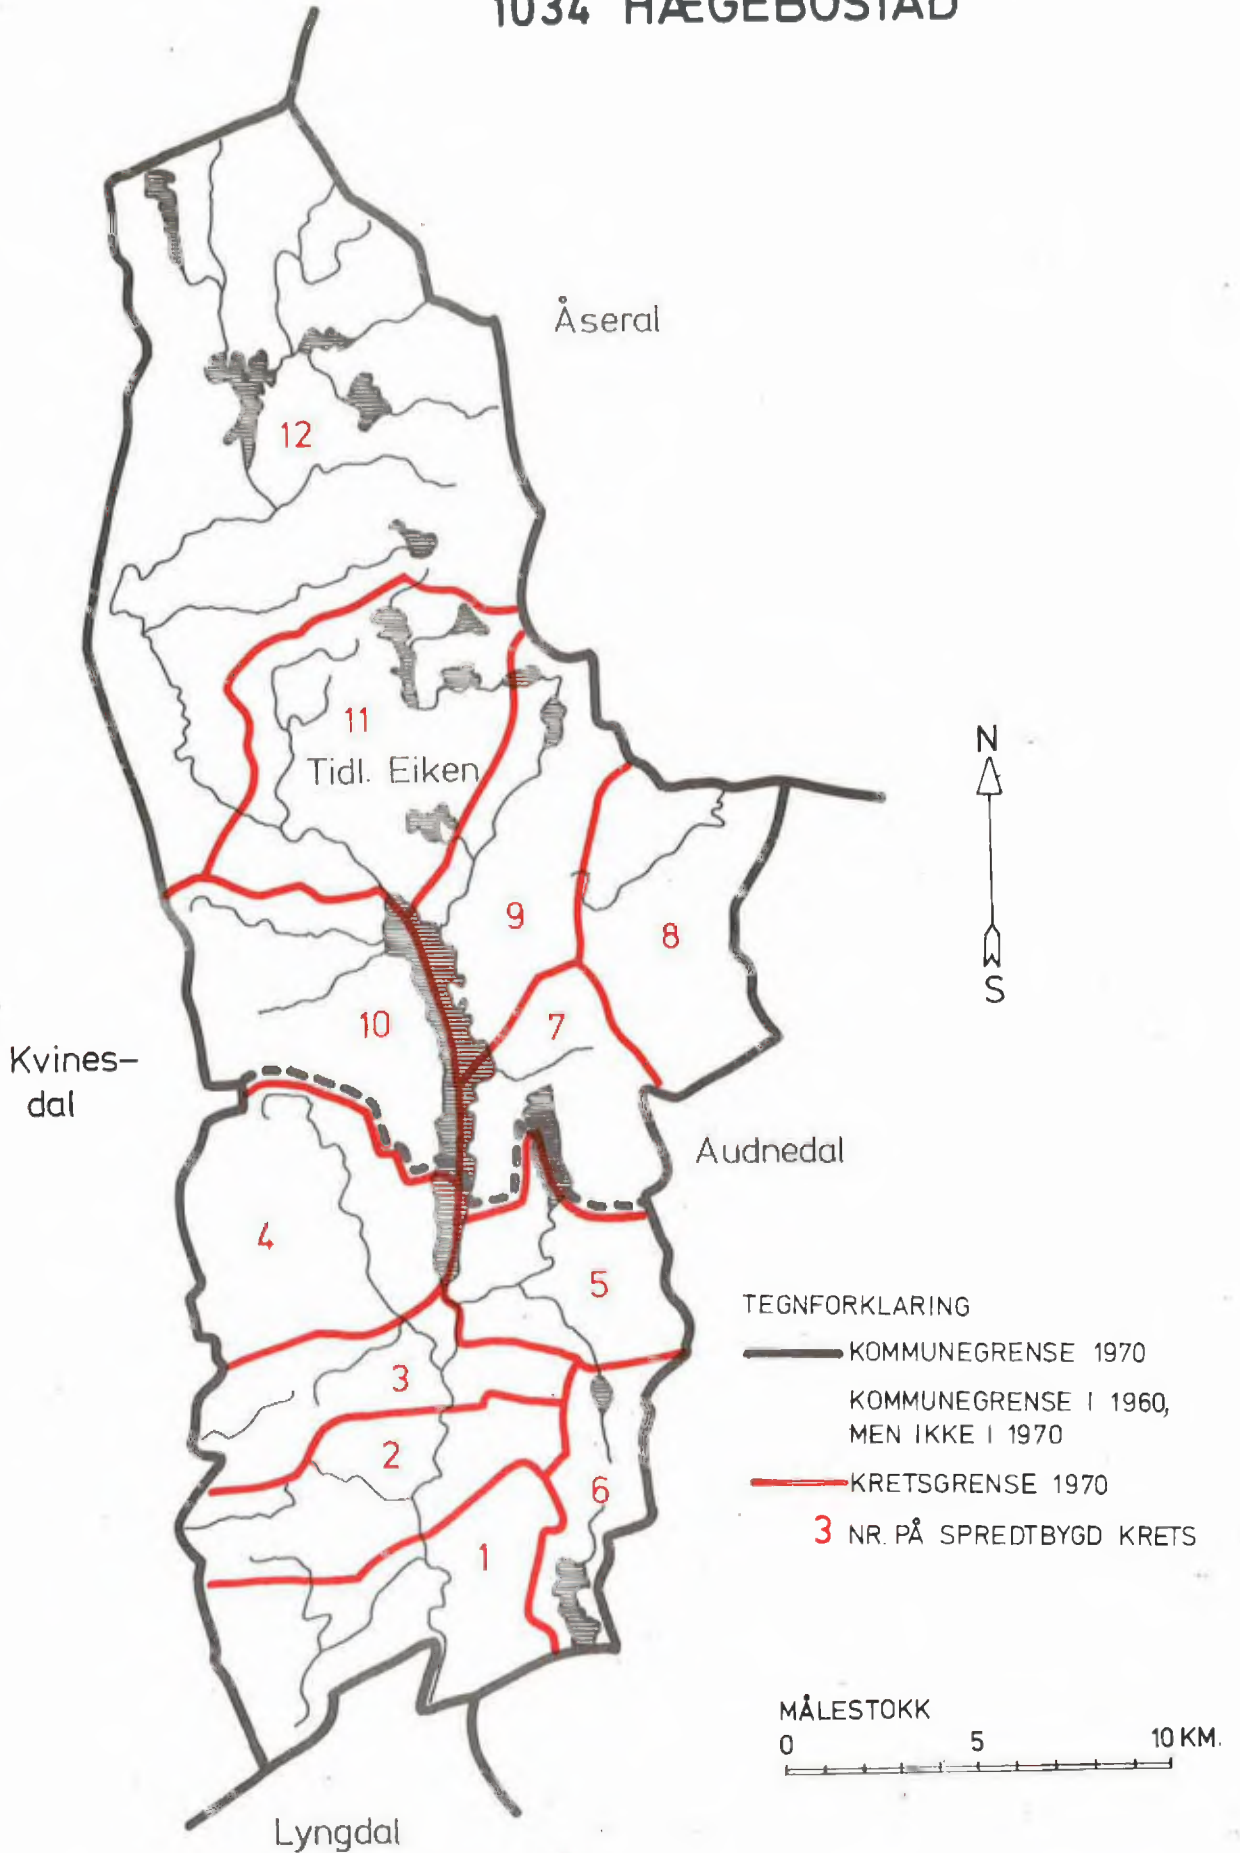 1034 HÆGEBOSTAD
Åseral
12
11
Tidl. Eiken
N
S
9
8
10
7
Kvines-
dal
Audnedal
4
5
TEGNFORKLARING
KOMMUNEGRENSE 1970
KOMMUNEGRENSE I 1960,
MEN IKKE I 1970
KRETSGRENSE 1970
3 NR. PÅ SPREDTBYGD KRETS
3
2
6
1
MÅLESTOKK
0 5 10 KM.
Lyngdal